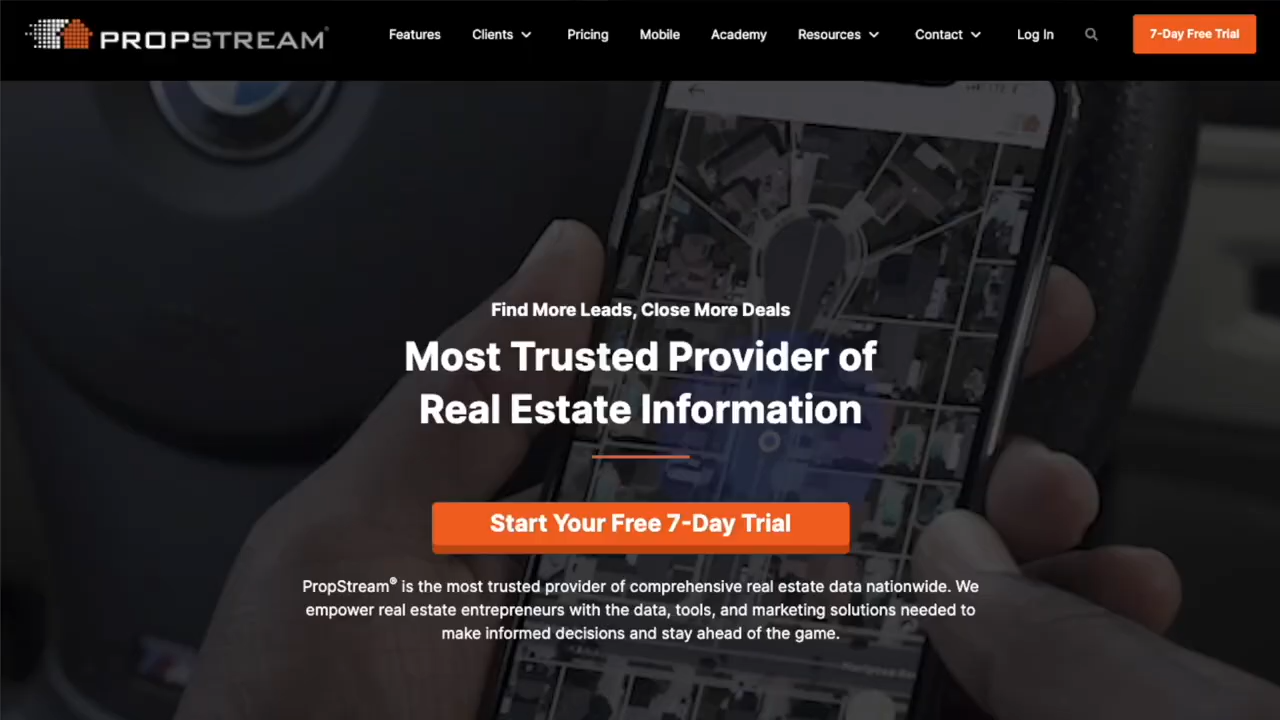 PROPSTREAM®
Features
Clients
Pricing
Mobile
Academy
Resources
Contact
Log In
7-Day Free Trial
Find More Leads, Close More Deals
Most Trusted Provider of
Real Estate Information
Start Your Free 7-Day Trial
PropStream® is the most trusted provider of comprehensive real estate data nationwide. We
empower real estate entrepreneurs with the data, tools, and marketing solutions needed to
make informed decisions and stay ahead of the game.